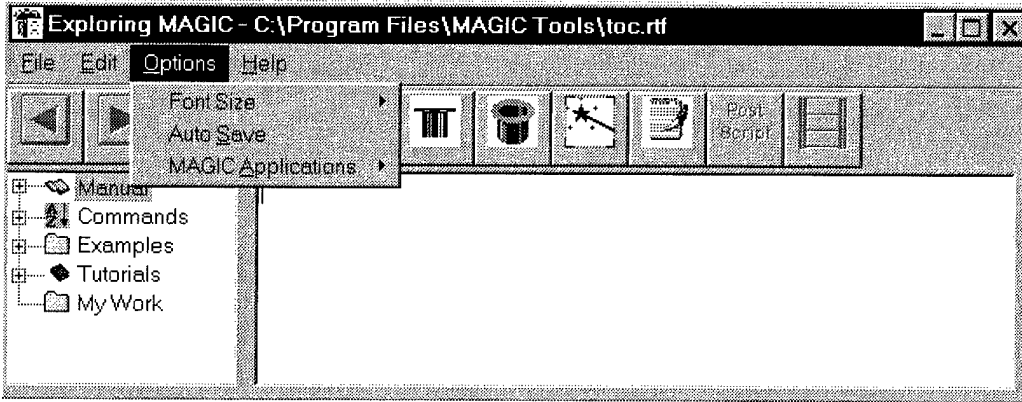 Exploring MAGIC - C:\Program Files\MAGIC Tools\toc.rtf
File Edit Options Help
Font Size
Auto Save
MAGIC Applications
Post
Script
Manual
Commands
Examples
Tutorials
My Work